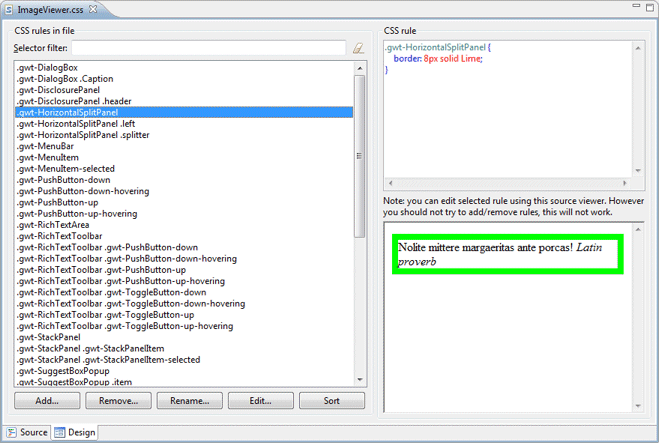 ImageViewer.css
CSS rules in file
Selector filter:
.gwt-DialogBox
.gwt-DialogBox .Caption
.gwt-DisclosurePanel
.gwt-DisclosurePanel .header
.gwt-HorizontalSplitPanel
.gwt-HorizontalSplitPanel .left
.gwt-HorizontalSplitPanel .splitter
.gwt-MenuBar
.gwt-MenuItem
.gwt-MenuItem-selected
.gwt-PushButton-down
.gwt-PushButton-down-hovering
.gwt-PushButton-up
.gwt-PushButton-up-hovering
.gwt-RichTextArea
.gwt-RichTextToolbar
.gwt-RichTextToolbar .gwt-PushButton-down
.gwt-RichTextToolbar .gwt-PushButton-down-hovering
.gwt-RichTextToolbar .gwt-PushButton-up
.gwt-RichTextToolbar .gwt-PushButton-up-hovering
.gwt-RichTextToolbar .gwt-ToggleButton-down
.gwt-RichTextToolbar .gwt-ToggleButton-down-hovering
.gwt-RichTextToolbar .gwt-ToggleButton-up
.gwt-RichTextToolbar .gwt-ToggleButton-up-hovering
.gwt-StackPanel
.gwt-StackPanel .gwt-StackPanelItem
.gwt-StackPanel .gwt-StackPanelItem-selected
.gwt-SuggestBoxPopup
.gwt-SuggestBoxPopup .item
Add...
Remove...
Rename...
Edit...
Sort
CSS rule
.gwt-HorizontalSplitPanel {
border: 8px solid Lime;
}
Note: you can edit selected rule using this source viewer. However
you should not try to add/remove rules, this will not work.
Nolite mittere margaeritas ante porcas! Latin
proverb
Source
Design